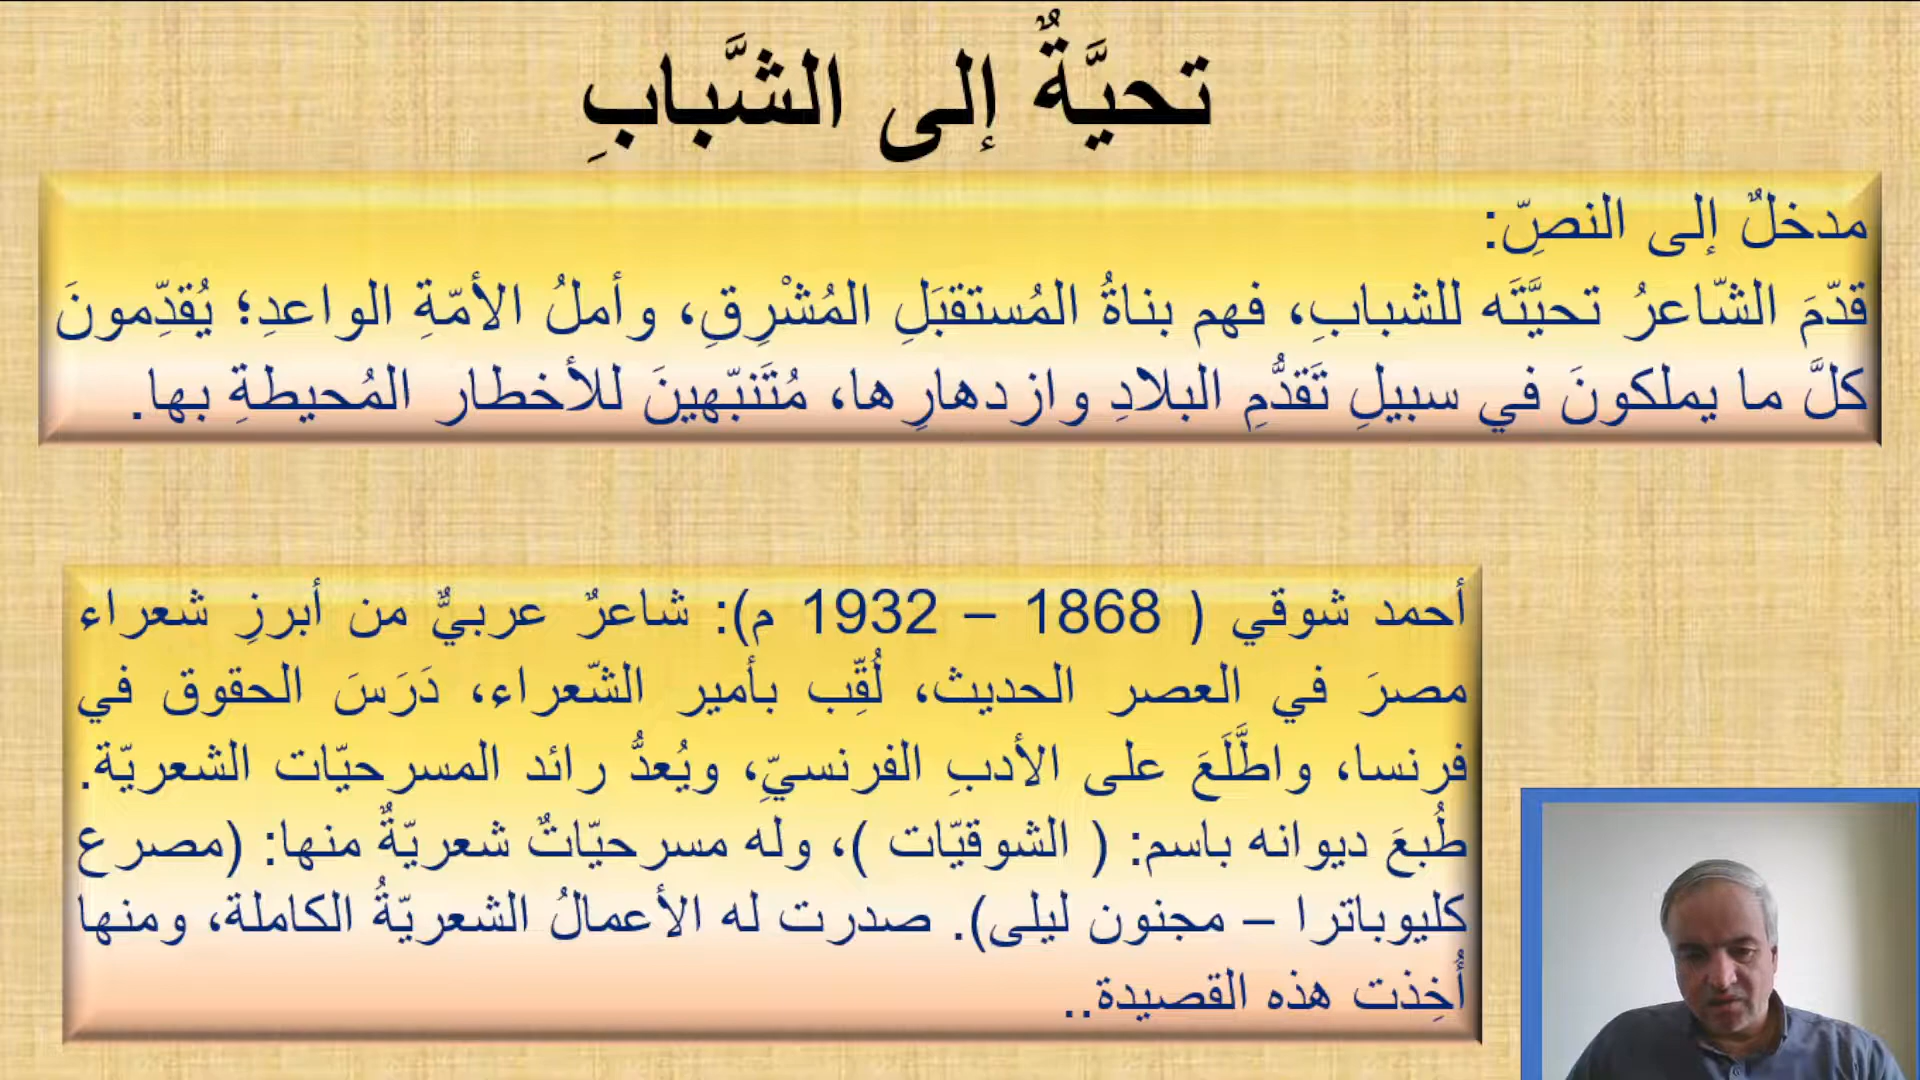 تحيَّةٌ إلى الشَّبابِ
مدخلٌ إلى النصِّ:
قدّمَ الشّاعرُ تحيَّتَه للشبابِ، فهم بناةُ المُستقبَلِ المُشْرِقِ، وأملُ الأمّةِ الواعدِ؛ يُقدِّمونَ
كلَّ ما يملكونَ في سبيلِ تَقدُّمِ البلادِ وازدهارِها، مُتَنبّهينَ للأخطار المُحيطةِ بها.
أحمد شوقي ( 1868 – 1932 م): شاعرٌ عربيٌّ من أبرزِ شعراء
مصرَ في العصر الحديث، لُقِّب بأمير الشّعراء، دَرَسَ الحقوق في
فرنسا، واطَّلَعَ على الأدبِ الفرنسيِّ، ويُعدُّ رائد المسرحيّات الشعريّة.
طُبعَ ديوانه باسم: ( الشوقيّات )، وله مسرحيّاتٌ شعريّةٌ منها: (مصرع
كليوباترا – مجنون ليلى). صدرت له الأعمالُ الشعريّةُ الكاملة، ومنها
أُخِذت هذه القصيدة..